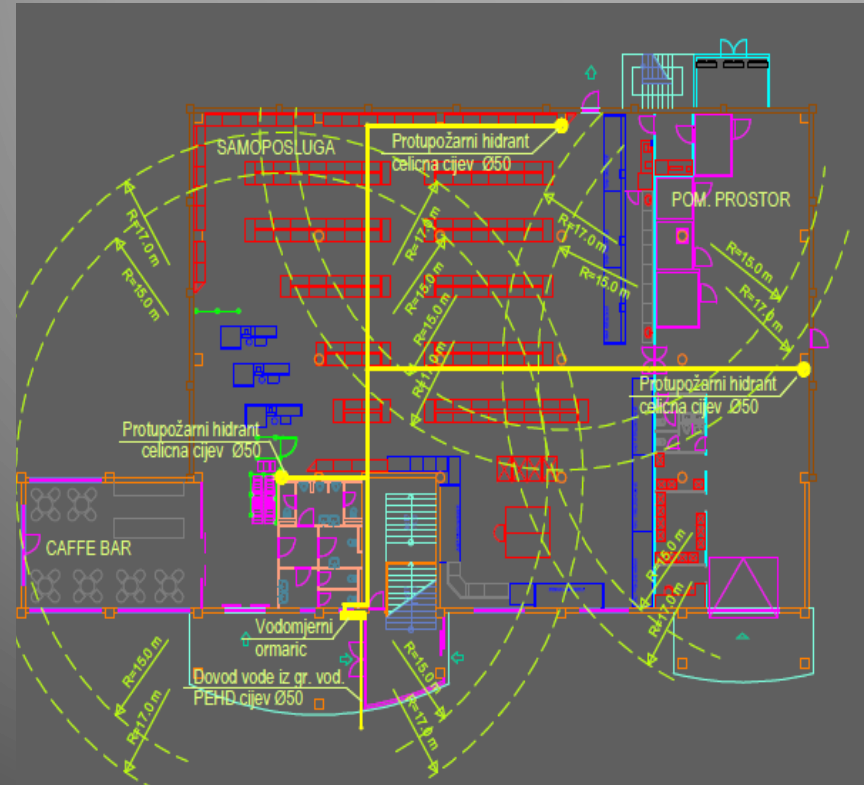 Protupožarni hidrant
celicna cijev Ø50
SAMOPOSLUGA
POM. PROSTOR
R=17.0 m
R=15.0 m
R=17.0 m
R=15.0 m
R=17.0 m
R=15.0 m
R=15.0 m
R=17.0 m
R=15.0 m
R=17.0 m
Protupožarni hidrant
celicna cijev Ø50
Protupožarni hidrant
celicna cijev Ø50
CAFFE BAR
R=15.0 m
R=17.0 m
Vodomjerni
ormaric
Dovod vode iz gr. vod.
PEHD cijev Ø50
R=15.0 m
R=17.0 m
R=15.0 m
R=17.0 m